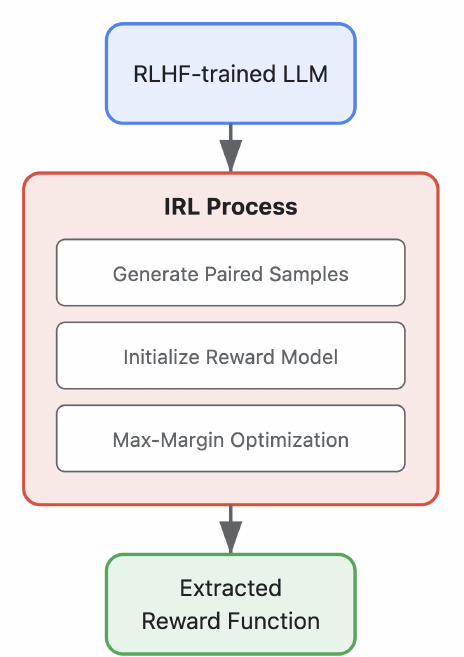 RLHF-trained LLM
IRL Process
Generate Paired Samples
Initialize Reward Model
Max-Margin Optimization
Extracted
Reward Function